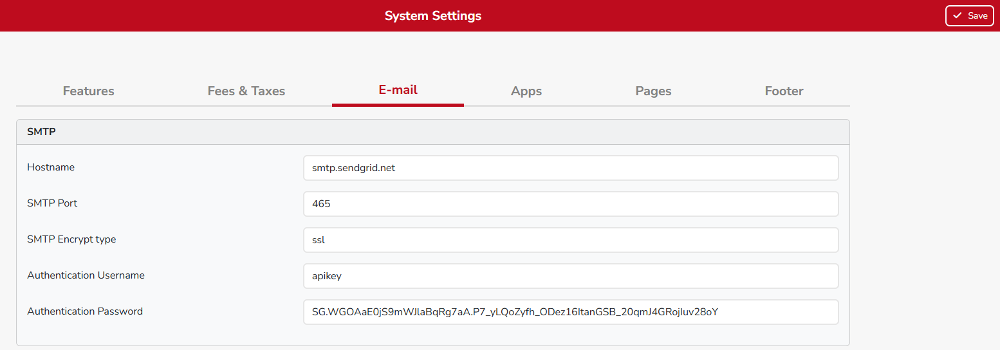 System Settings
Save
Features
Fees & Taxes
E-mail
Apps
Pages
Footer
SMTP
Hostname
smtp.sendgrid.net
SMTP Port
465
SMTP Encrypt type
ssl
Authentication Username
apikey
Authentication Password
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